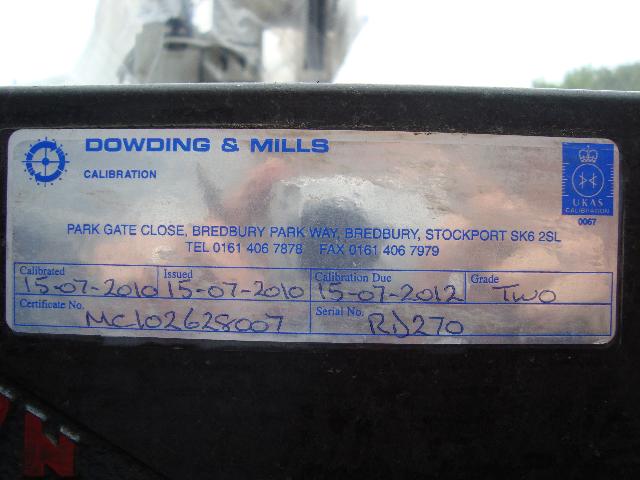 DOWDING & MILLS
CALIBRATION
UKAS
CALIBRATION
0067
PARK GATE CLOSE, BREDBURY PARK WAY, BREDBURY, STOCKPORT SK6 2SL
TEL 0161 406 7878 FAX 0161 406 7979
Calibrated Issued Calibration Due Grade
15-07-2010 15-07-2010 15-07-2012 TWO
Certificate No. Serial No.
MC102628007 RD270